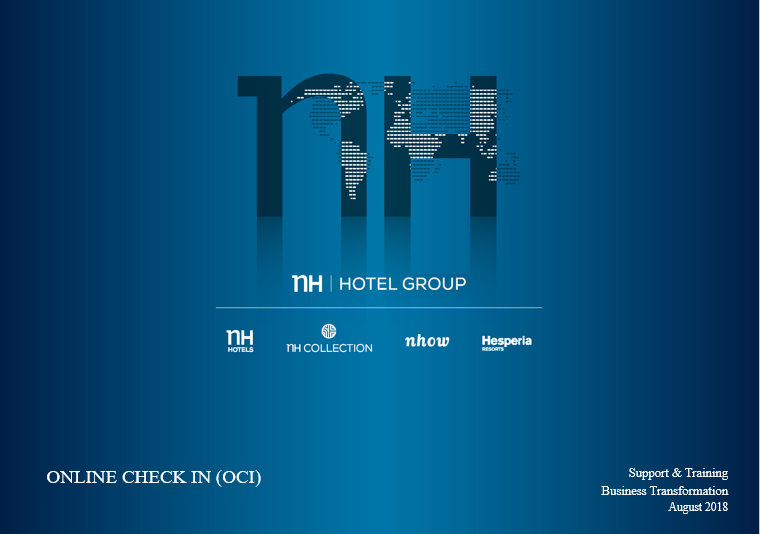 nH
nH | HOTEL GROUP
nH HOTELS
nH COLLECTION
nhow
Hesperia RESORTS
ONLINE CHECK IN (OCI)
Support & Training
Business Transformation
August 2018